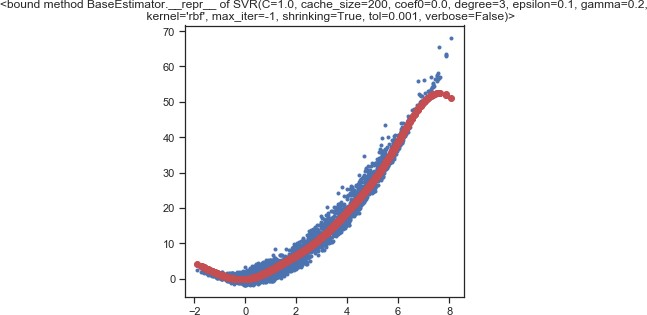 <bound method BaseEstimator.__repr__ of SVR(C=1.0, cache_size=200, coef0=0.0, degree=3, epsilon=0.1, gamma=0.2,
kernel='rbf', max_iter=-1, shrinking=True, tol=0.001, verbose=False)>
70
60
50
40
30
20
10
0
−2 0 2 4 6 8